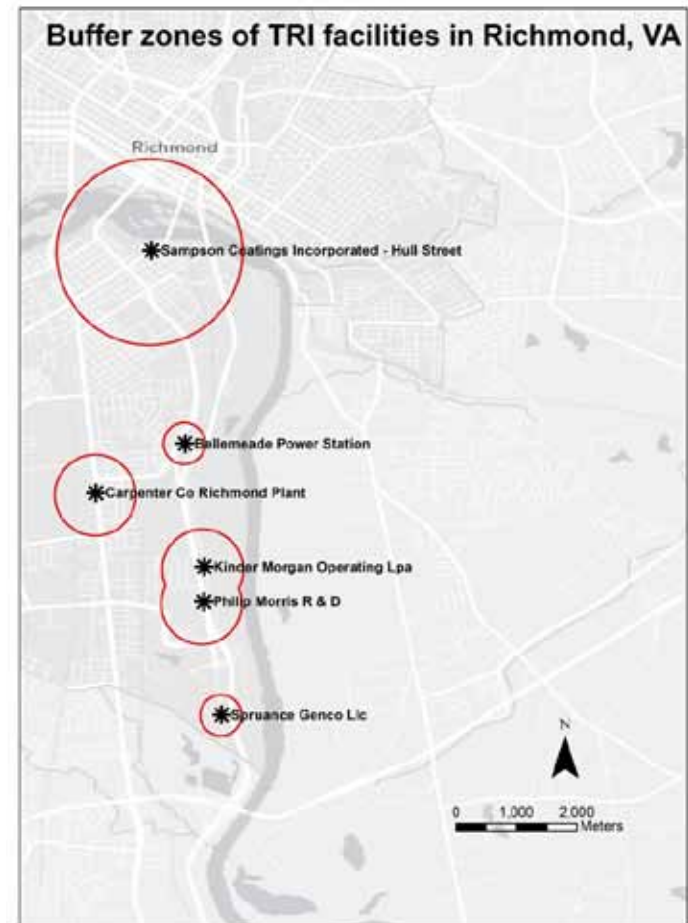 Buffer zones of TRI facilities in Richmond, VA
Richmond
Sampson Coatings Incorporated - Hull Street
Bellemeade Power Station
Carpenter Co Richmond Plant
Kinder Morgan Operating Lpa
Philip Morris R & D
Spruance Genco Llc
N
0 1,000 2,000
Meters